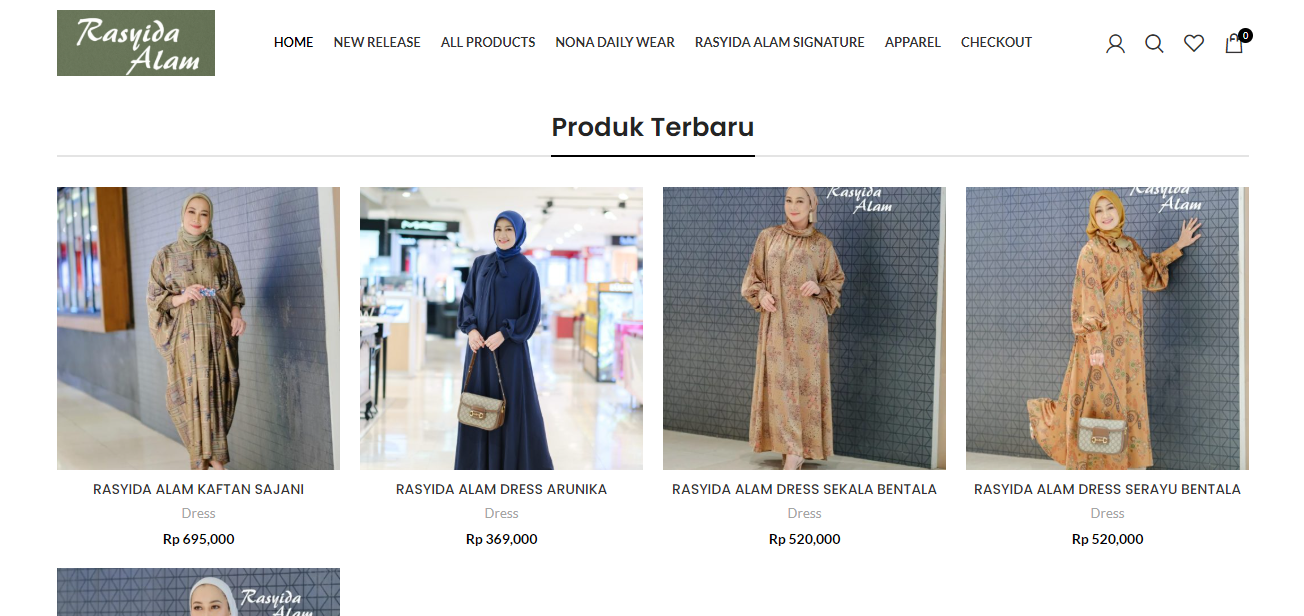 Rasyida
Alam
HOME
NEW RELEASE
ALL PRODUCTS
NONA DAILY WEAR
RASYIDA ALAM SIGNATURE
APPAREL
CHECKOUT
0
Produk Terbaru
Rasyida
Alam
Rasyida
Alam
RASYIDA ALAM KAFTAN SAJANI
Dress
Rp 695,000
RASYIDA ALAM DRESS ARUNIKA
Dress
Rp 369,000
RASYIDA ALAM DRESS SEKALA BENTALA
Dress
Rp 520,000
RASYIDA ALAM DRESS SERAYU BENTALA
Dress
Rp 520,000
Rasyida
Alam